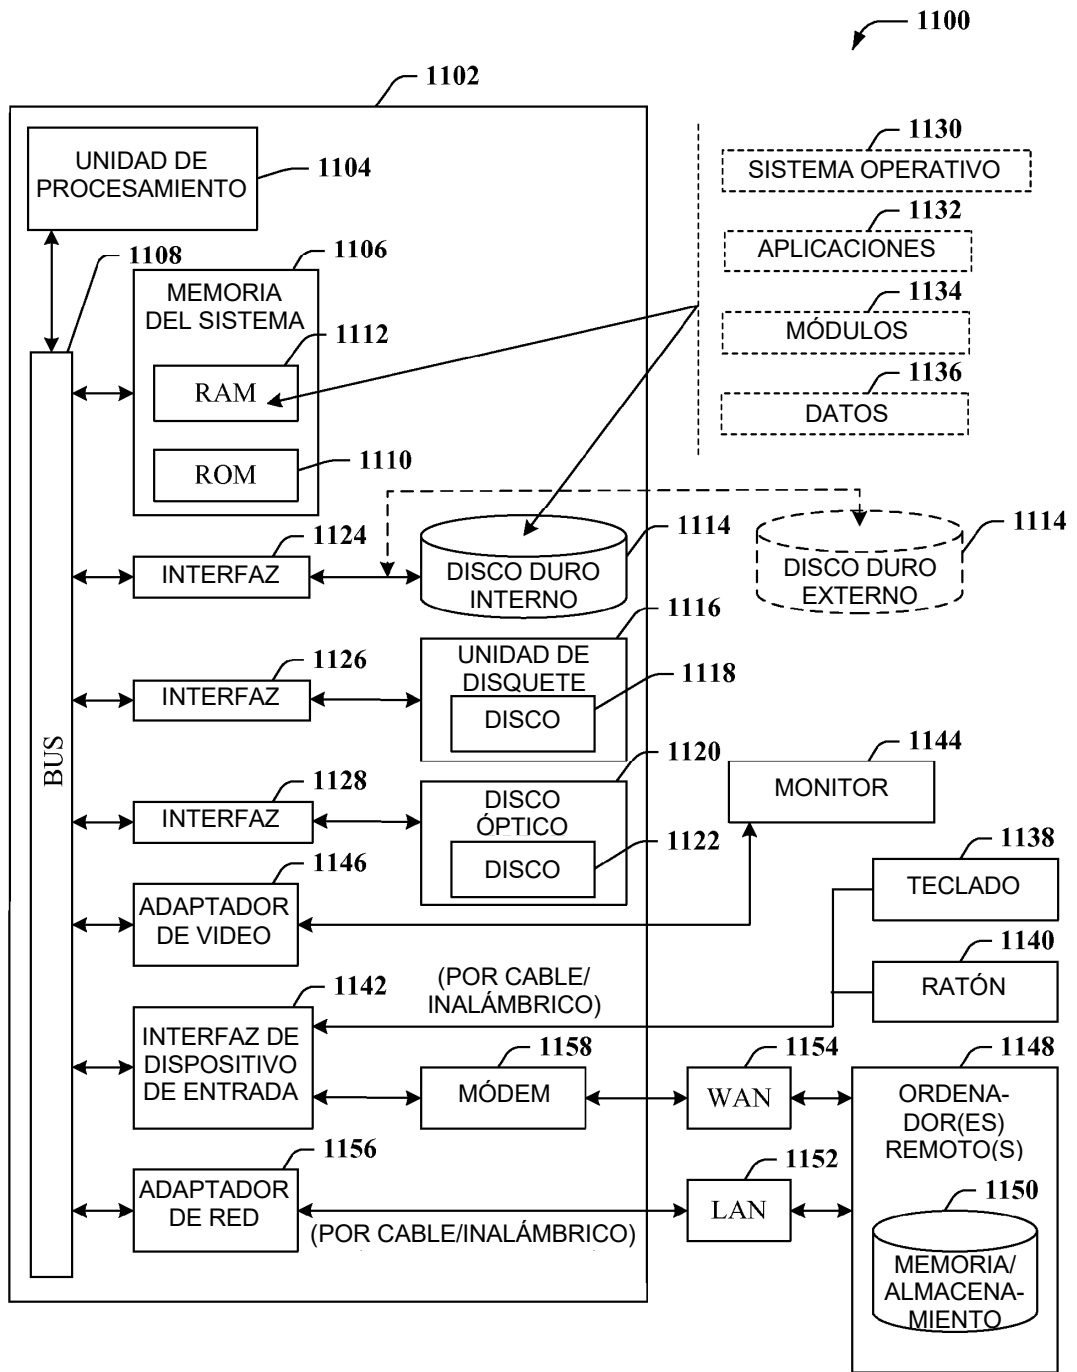 1100
1102
UNIDAD DE
PROCESAMIENTO
1104
1130
SISTEMA OPERATIVO
1132
APLICACIONES
1134
MÓDULOS
1136
DATOS
1108
1106
MEMORIA
DEL SISTEMA
1112
RAM
1110
ROM
BUS
1124
INTERFAZ
1114
DISCO DURO
INTERNO
1114
DISCO DURO
EXTERNO
1126
INTERFAZ
1116
UNIDAD DE
DISQUETE
1118
DISCO
1128
INTERFAZ
1120
DISCO
ÓPTICO
1122
DISCO
1144
MONITOR
1146
ADAPTADOR
DE VIDEO
1138
TECLADO
1140
RATÓN
(POR CABLE/
INALÁMBRICO)
1142
INTERFAZ DE
DISPOSITIVO
DE ENTRADA
1158
MÓDEM
1154
WAN
1148
ORDENA-
DOR(ES)
REMOTO(S)
1156
ADAPTADOR
DE RED
(POR CABLE/INALÁMBRICO)
1152
LAN
1150
MEMORIA/
ALMACENA-
MIENTO